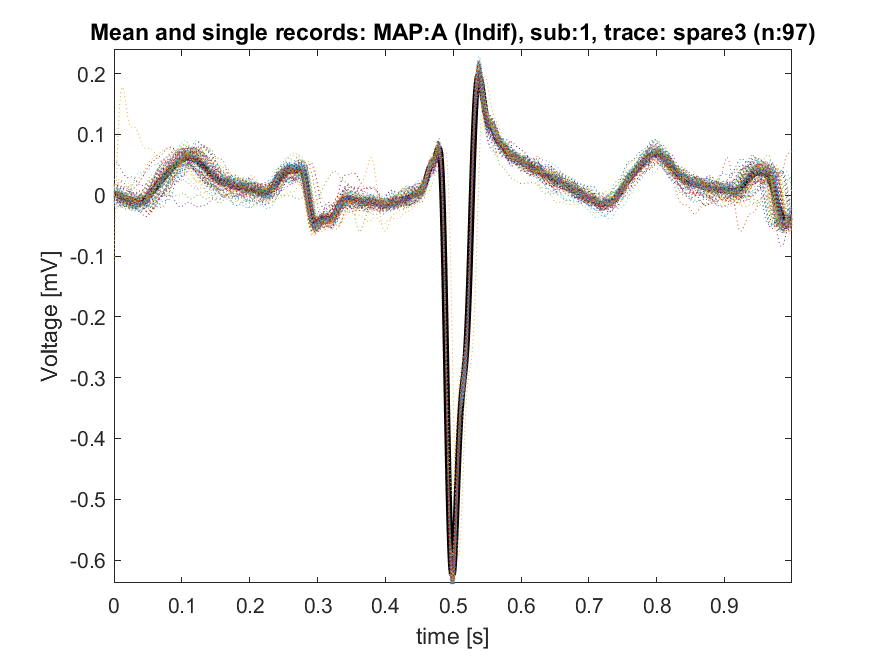 Mean and single records: MAP:A (Indif), sub:1, trace: spare3 (n:97)
0.2
0.1
0
-0.1
-0.2
-0.3
-0.4
-0.5
-0.6
Voltage [mV]
0 0.1 0.2 0.3 0.4 0.5 0.6 0.7 0.8 0.9
time [s]